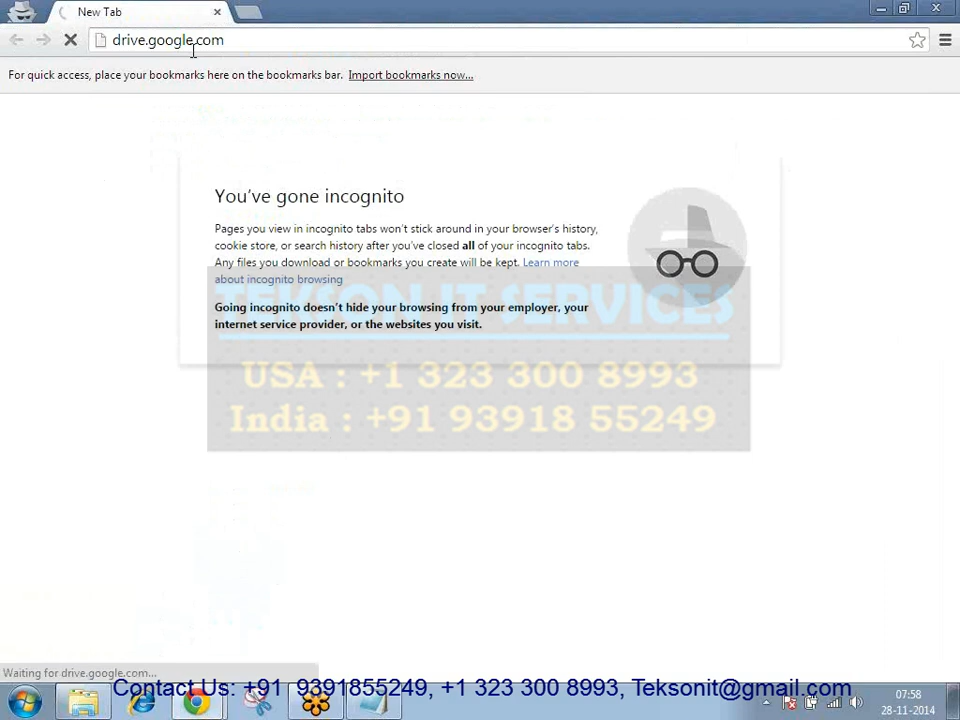 New Tab
drive.google.com
For quick access, place your bookmarks here on the bookmarks bar. Import bookmarks now...
You've gone incognito
Pages you view in incognito tabs won't stick around in your browser's history,
cookie store, or search history after you've closed all of your incognito tabs.
Any files you download or bookmarks you create will be kept. Learn more
about incognito browsing
Going incognito doesn't hide your browsing from your employer, your
internet service provider, or the websites you visit.
TEKSON IT SERVICES
USA : +1 323 300 8993
India : +91 93918 55249
Waiting for drive.google.com...
Contact Us: +91 9391855249, +1 323 300 8993, Teksonit@gmail.com
07:58
28-11-2014